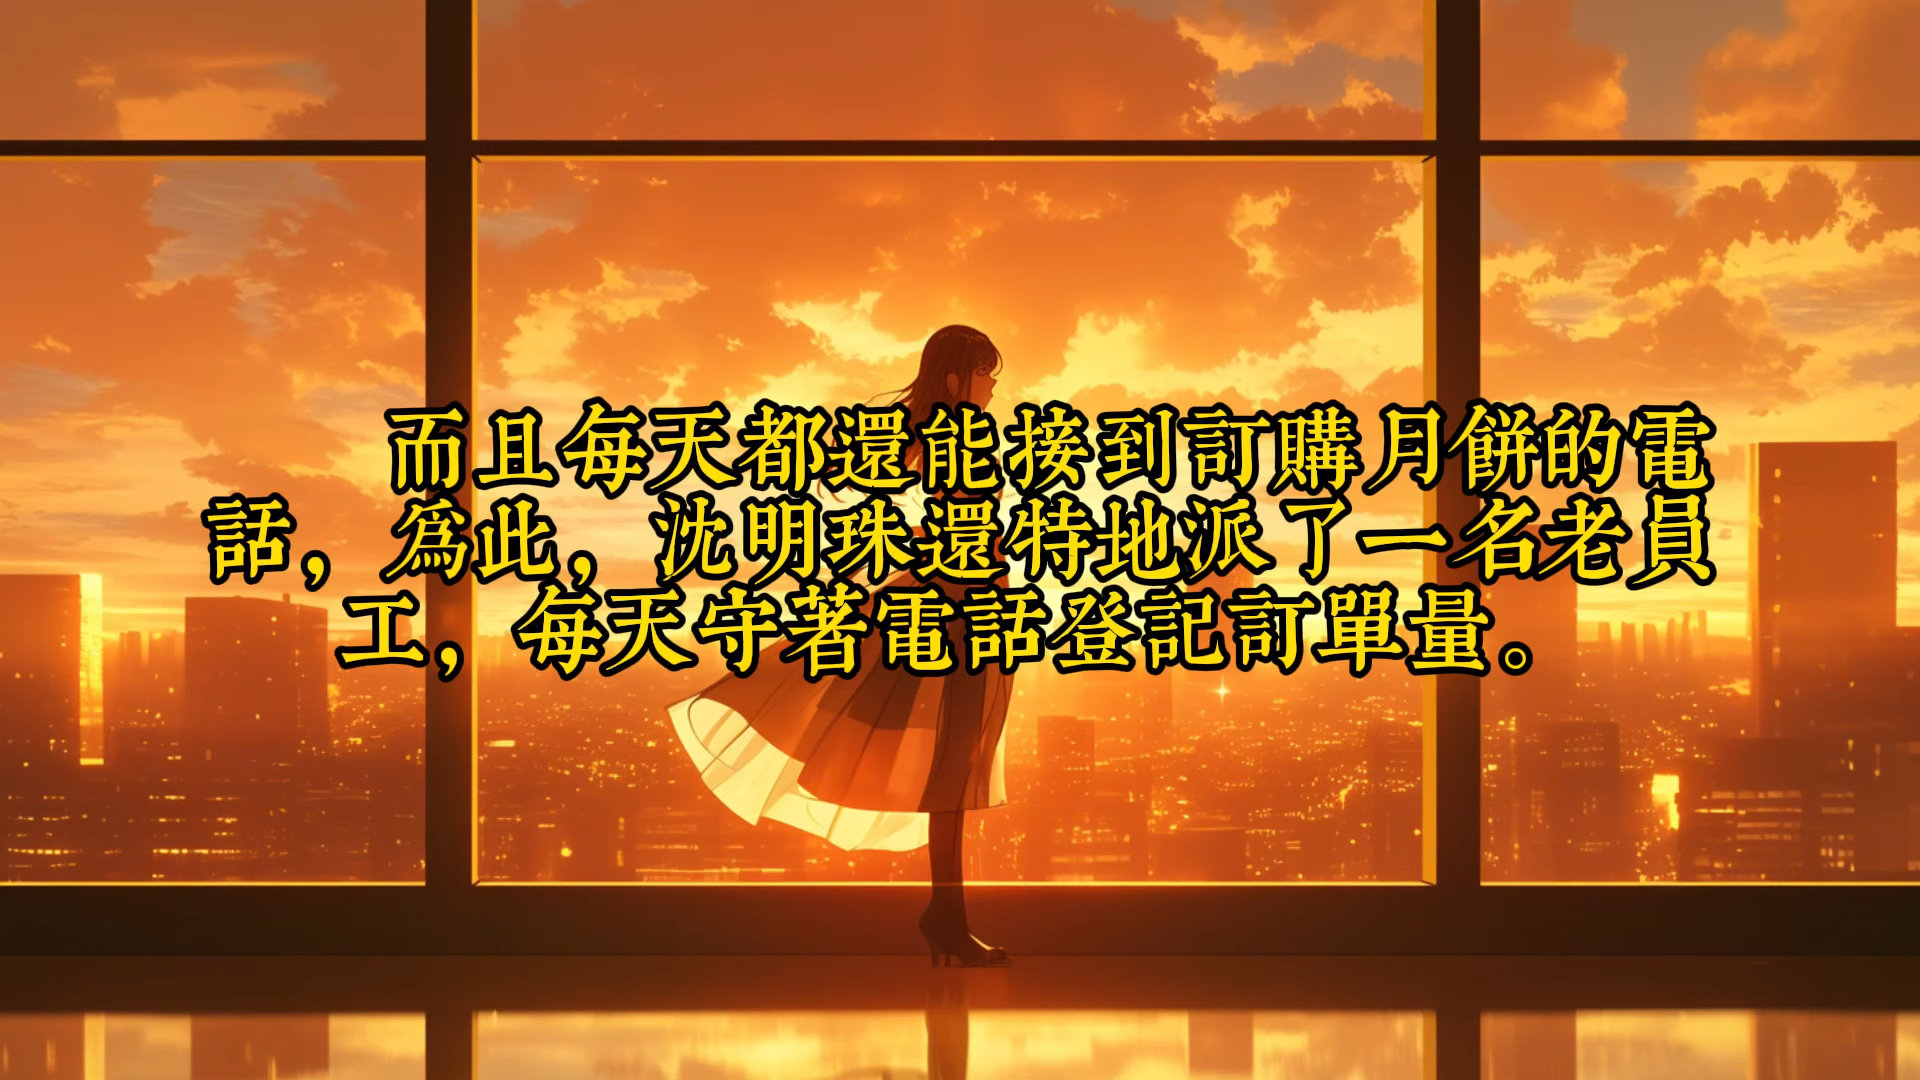 而且每天都還能接到訂購月餅的電
話，爲此，沈明珠還特地派了一名老員
工，每天守著電話登記訂單量。